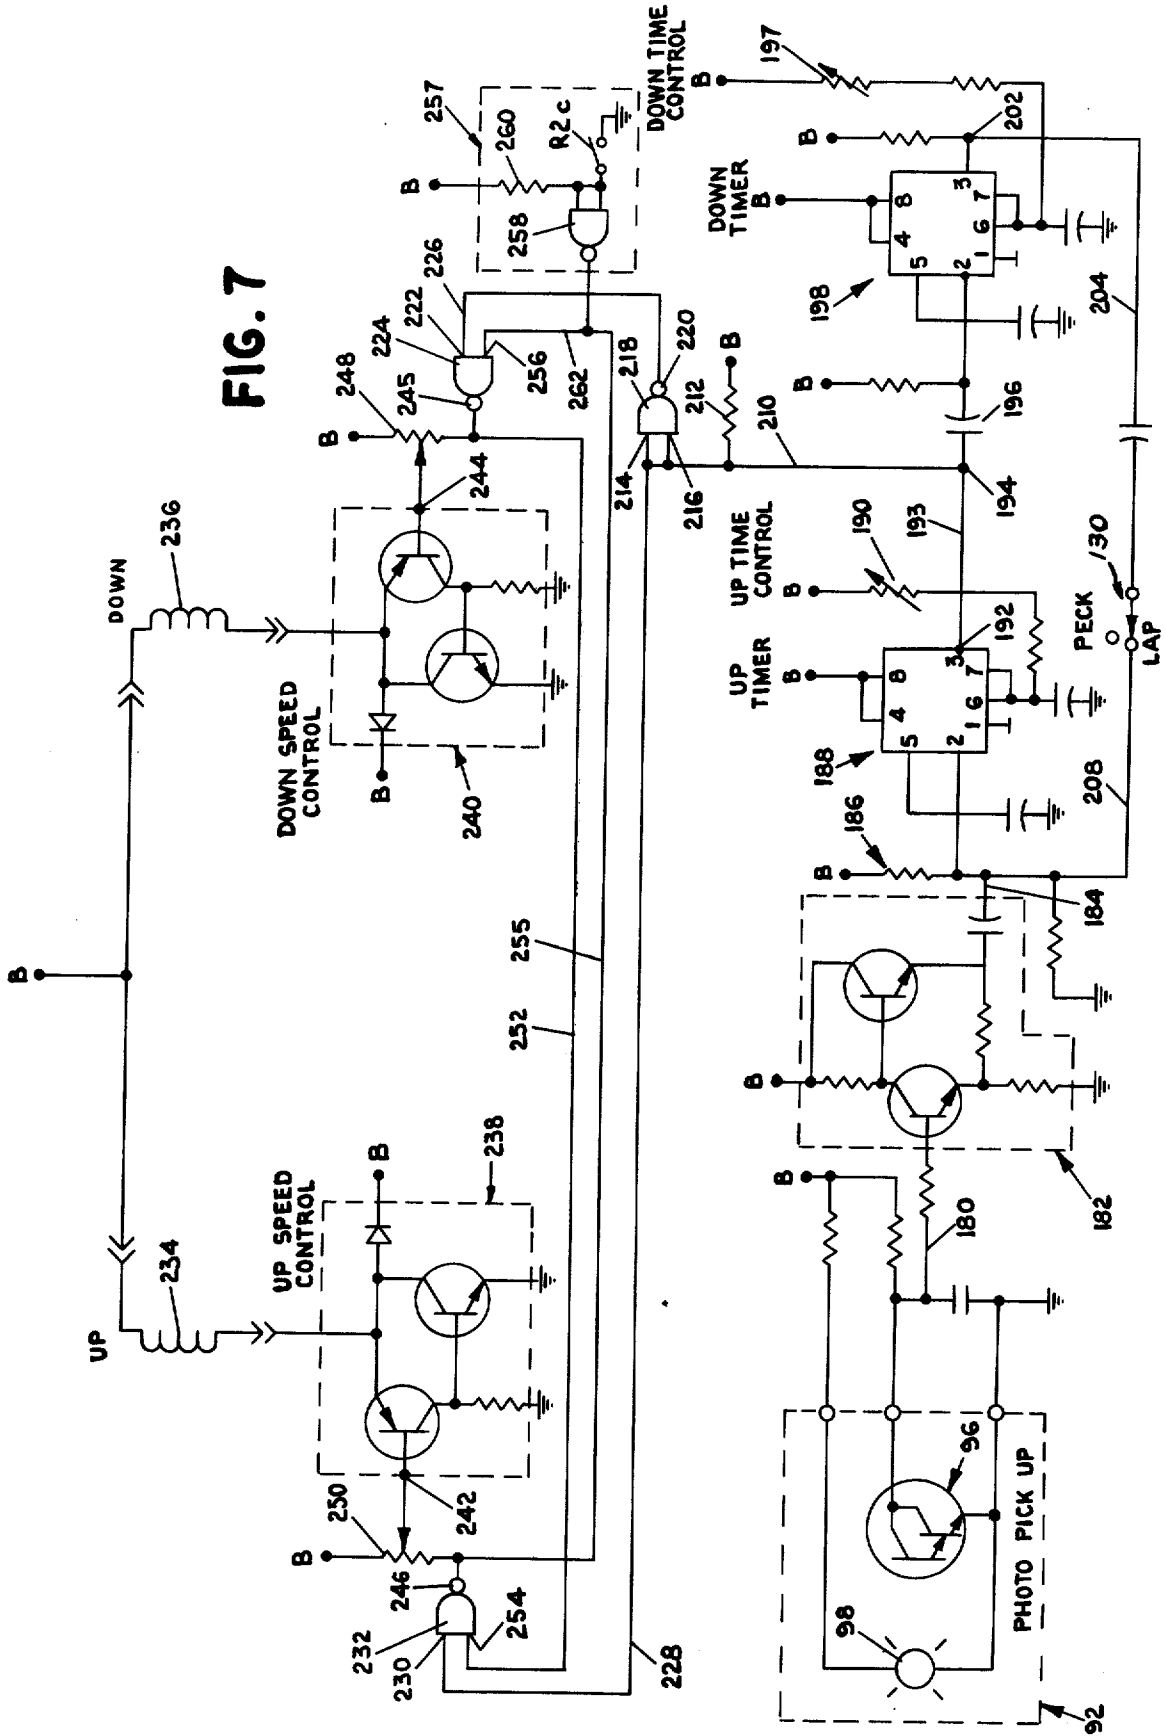 FIG. 7
B
UP
234
DOWN
236
UP SPEED
CONTROL
B
238
DOWN SPEED
CONTROL
B
240
B
250
242
246
232
230
254
B
248
244
245
224
222
226
256
262
B
257
260
258
R2c
252
255
228
214
216
218
220
212
B
210
PHOTO PICK UP
92
98
96
B
180
182
B
184
B
186
UP
TIMER
B
188
4
8
5
3
2
1
6
7
192
UP TIME
CONTROL
B
190
193
194
196
B
DOWN
TIMER
B
198
4
8
5
3
2
1
6
7
B
202
DOWN TIME
CONTROL
B
197
204
208
PECK
LAP
130